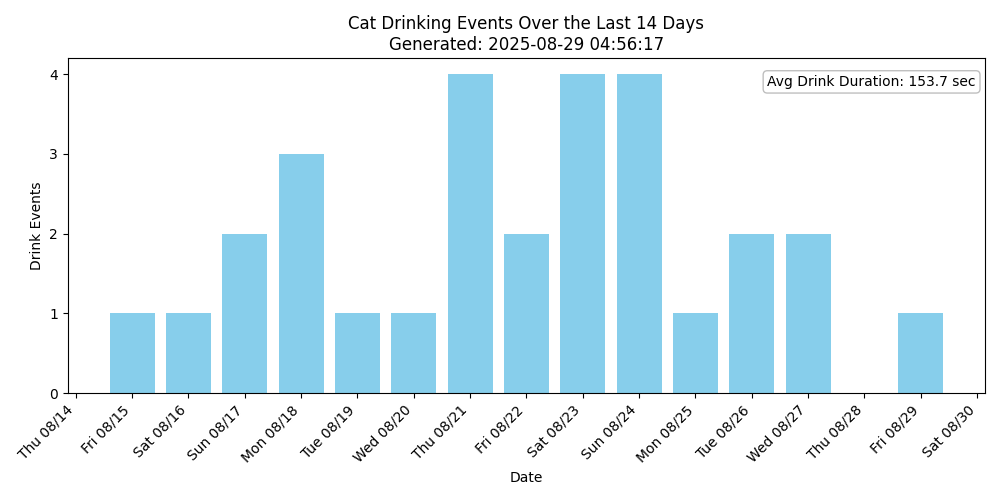 Cat Drinking Events Over the Last 14 Days
Generated: 2025-08-29 04:56:17
Avg Drink Duration: 153.7 sec
Drink Events
4
3
2
1
0
Thu 08/14
Fri 08/15
Sat 08/16
Sun 08/17
Mon 08/18
Tue 08/19
Wed 08/20
Thu 08/21
Fri 08/22
Sat 08/23
Sun 08/24
Mon 08/25
Tue 08/26
Wed 08/27
Thu 08/28
Fri 08/29
Sat 08/30
Date